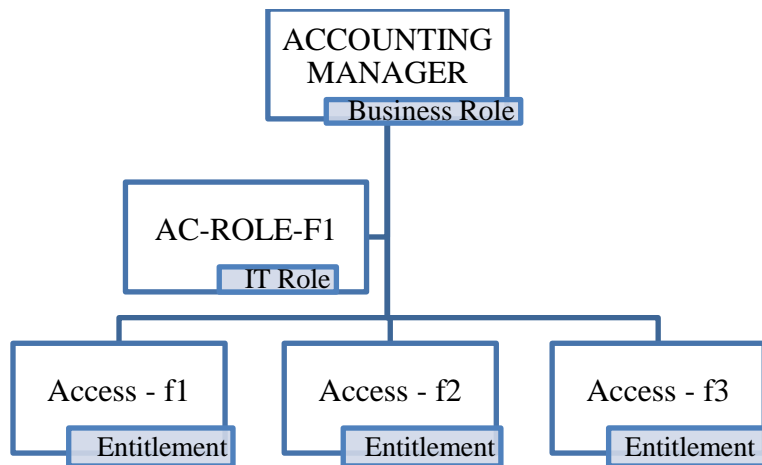 ACCOUNTING
MANAGER
Business Role
AC-ROLE-F1
IT Role
Access - f1
Entitlement
Access - f2
Entitlement
Access - f3
Entitlement